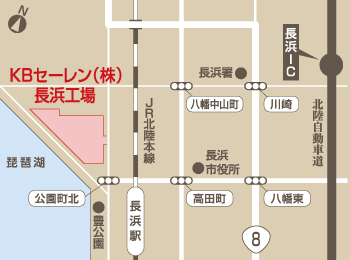 KBセーレン(株)
長浜工場
琵琶湖
公園町北
豊公園
JR北陸本線
長浜駅
長浜署
八幡中山町
川崎
長浜
市役所
高田町
八幡東
8
長浜IC
北陸自動車道